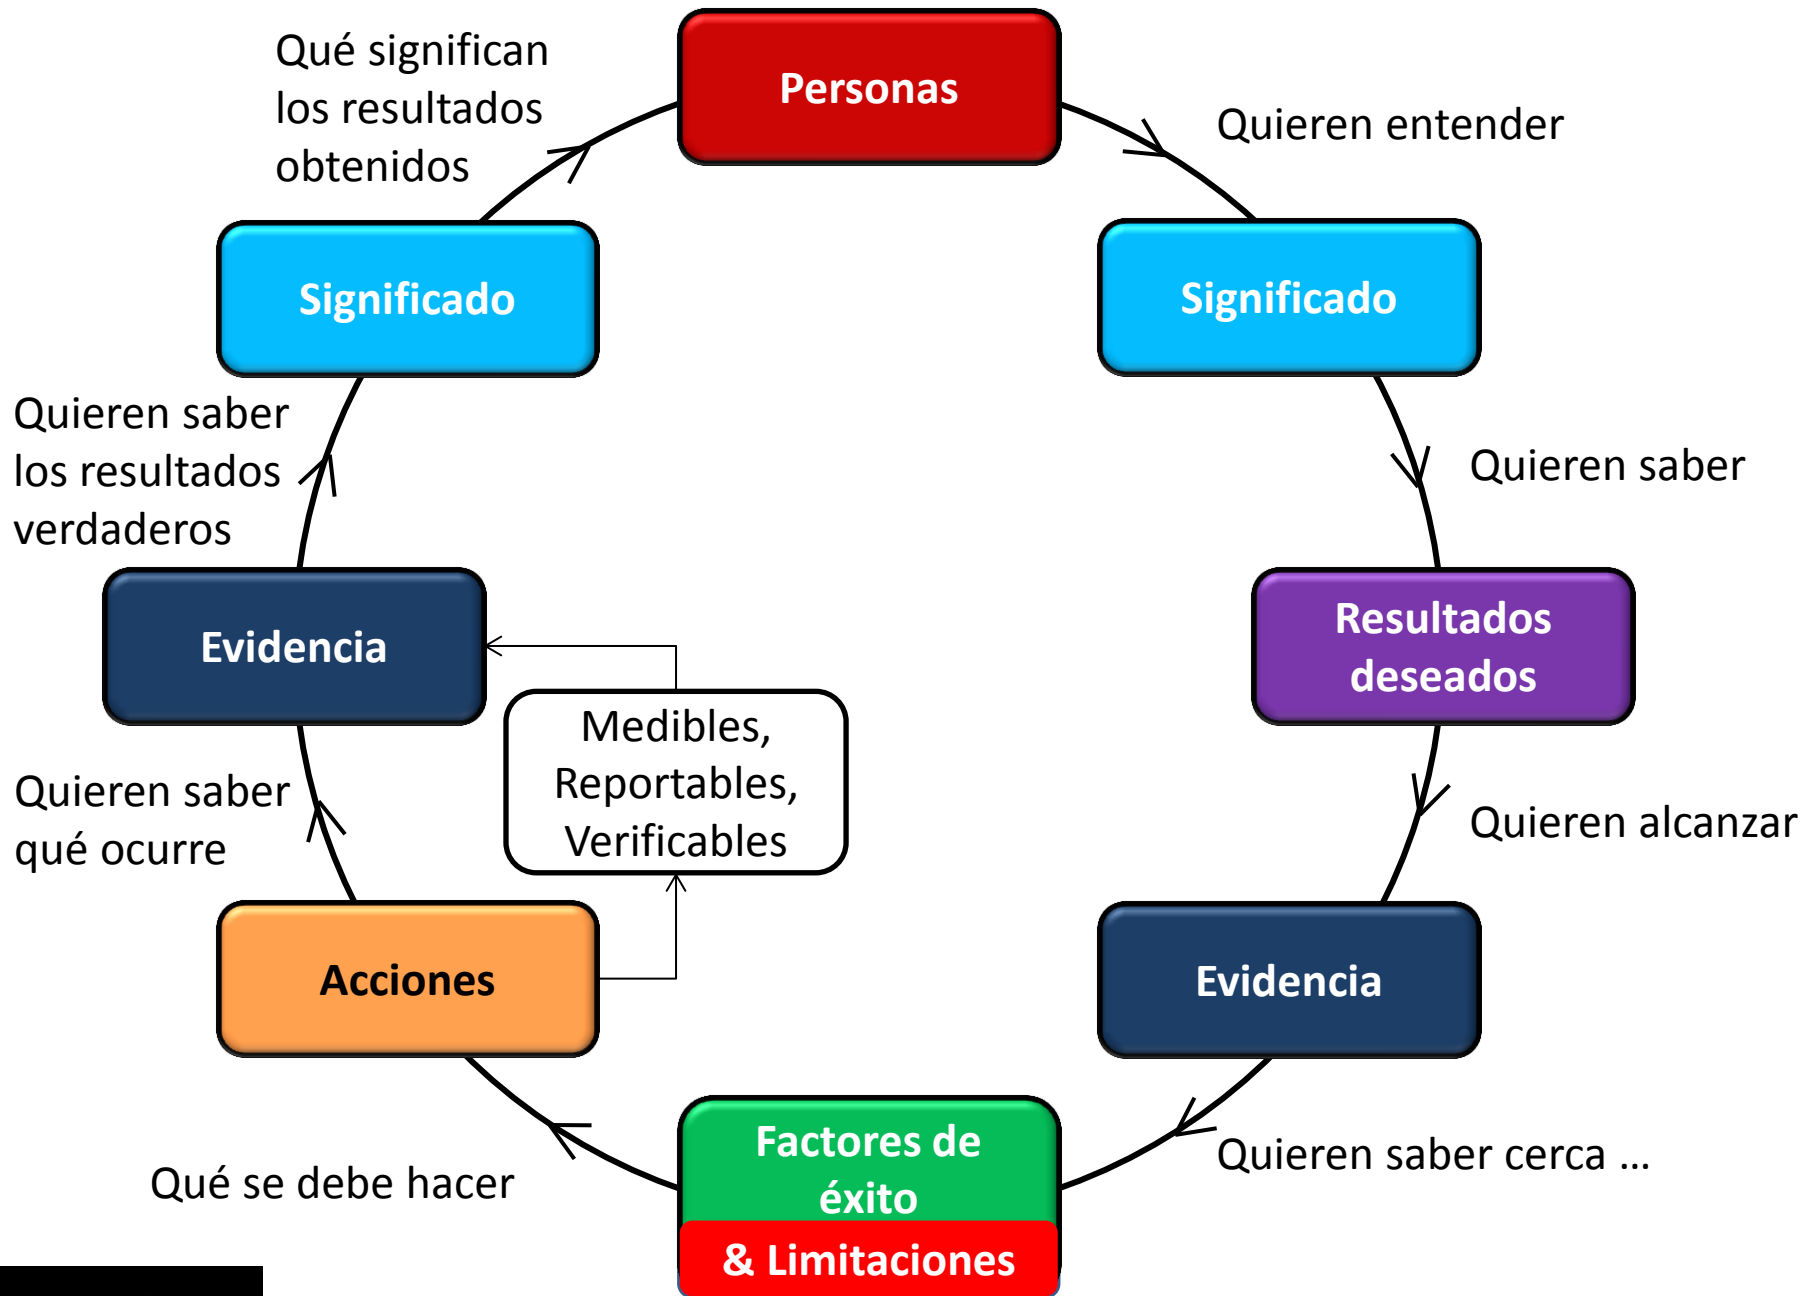 Personas
Quieren entender
Significado
Quieren saber
Resultados
deseados
Quieren alcanzar
Evidencia
Quieren saber cerca ...
Factores de
éxito
& Limitaciones
Qué se debe hacer
Acciones
Medibles,
Reportables,
Verificables
Quieren saber
qué ocurre
Evidencia
Quieren saber
los resultados
verdaderos
Significado
Qué significan
los resultados
obtenidos